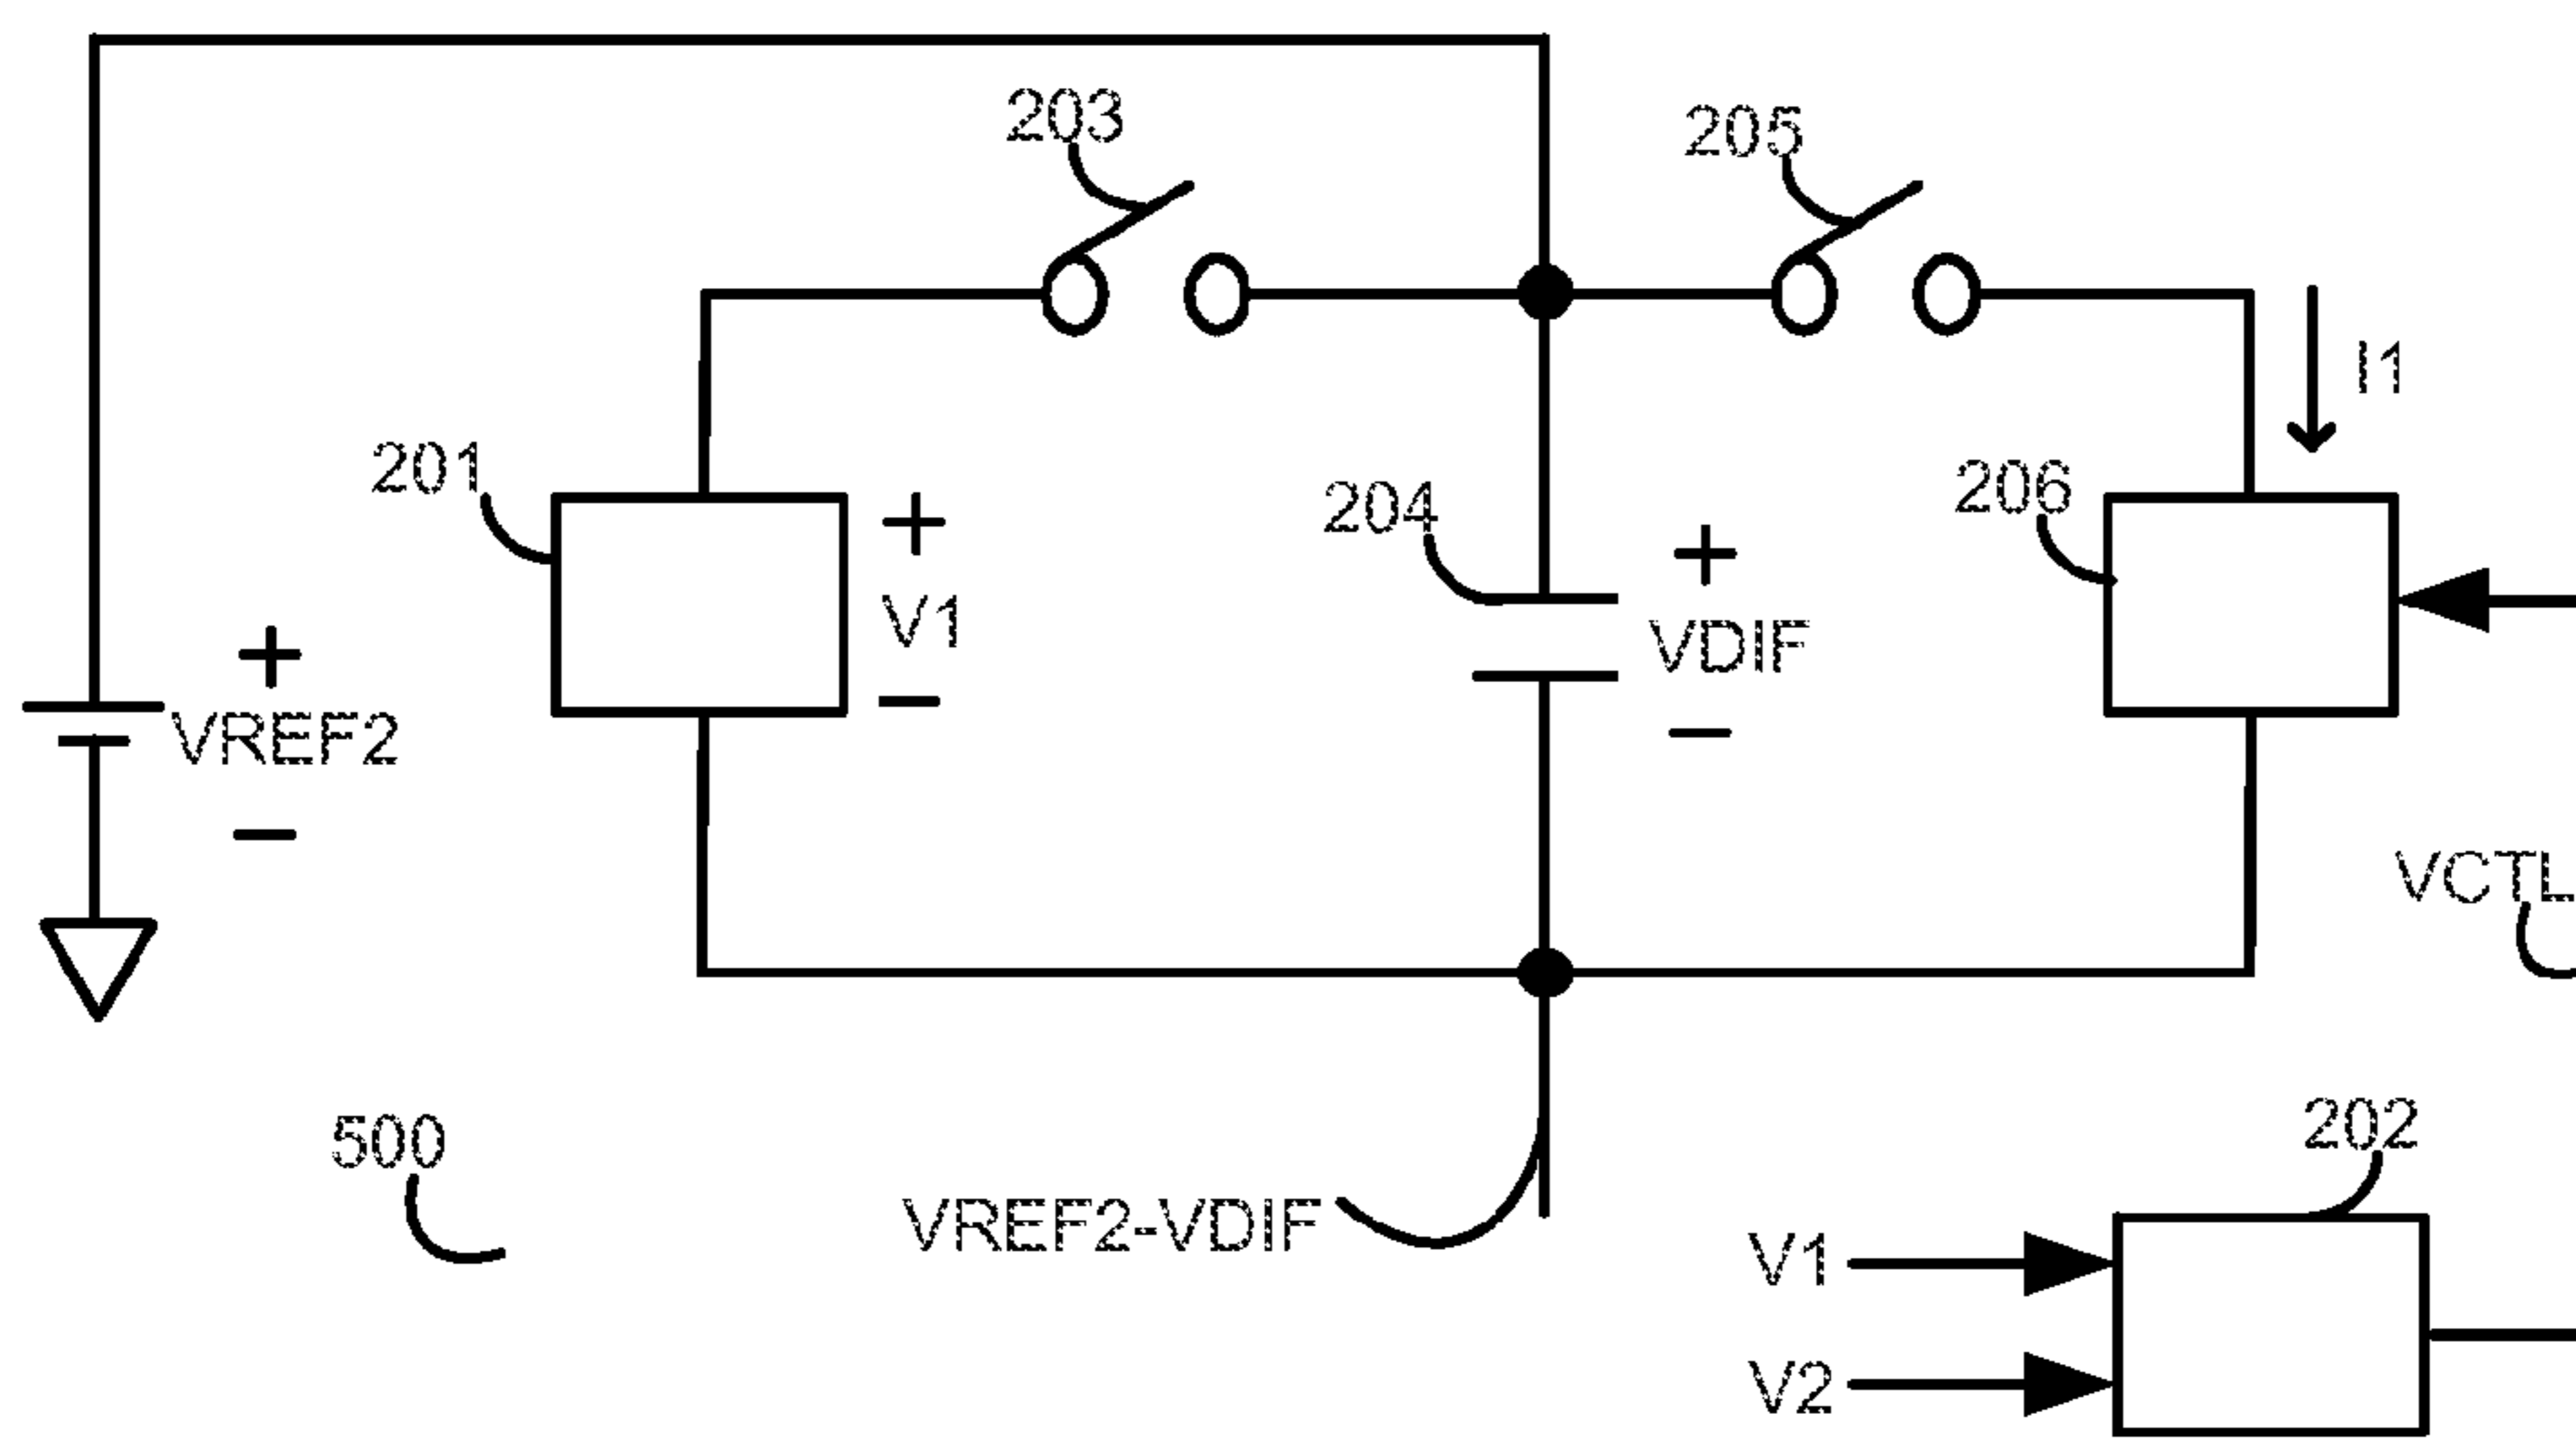 203
205
I1
201
+
V1
−
204
+
VDIF
−
206
+
VREF2
−
VCTL
500
VREF2-VDIF
202
V1
V2